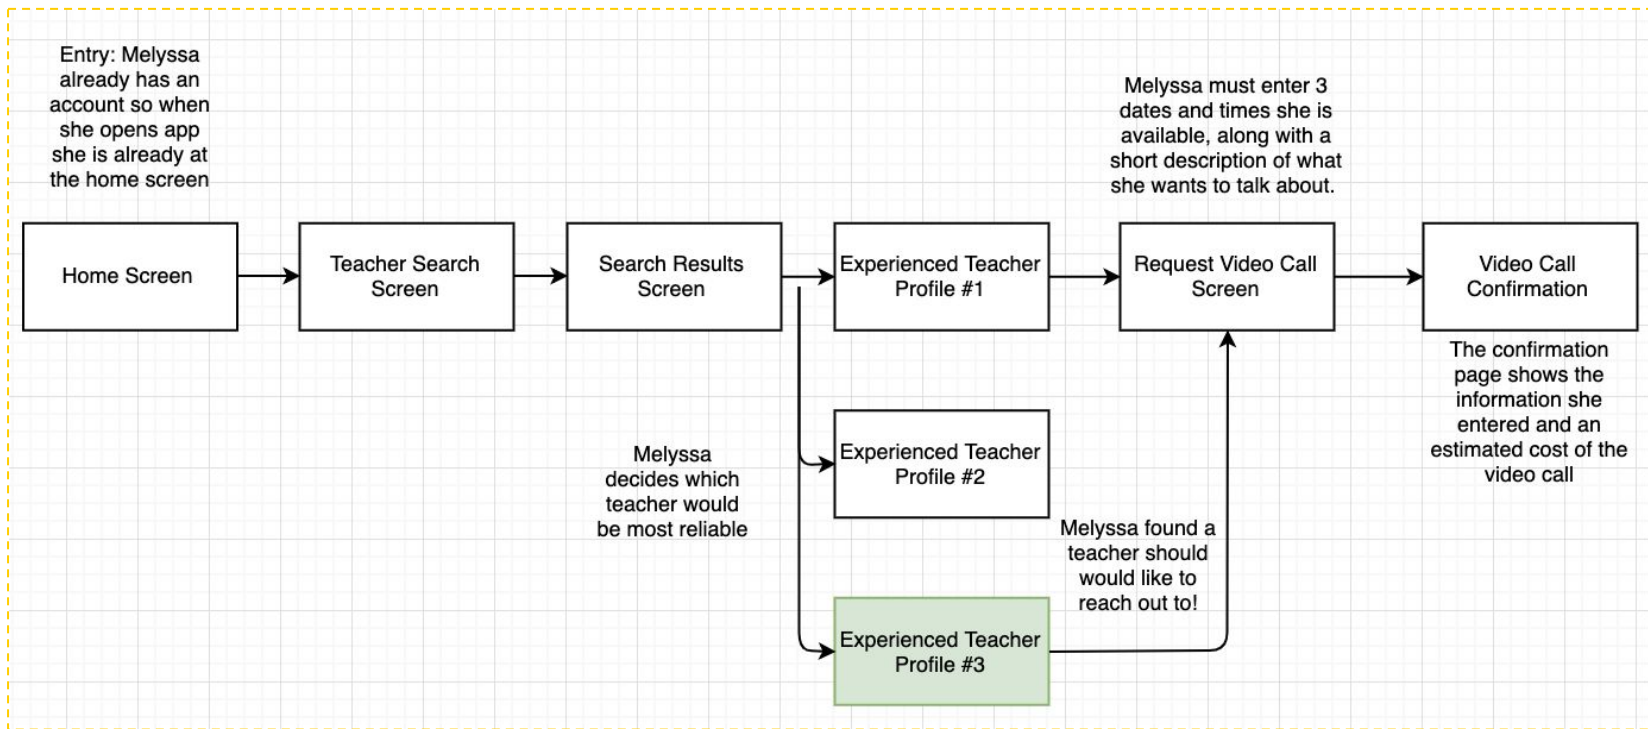 Entry: Melyssa
already has an
account so when
she opens app
she is already at
the home screen
Melyssa must enter 3
dates and times she is
available, along with a
short description of what
she wants to talk about.
Home Screen
Teacher Search
Screen
Search Results
Screen
Experienced Teacher
Profile #1
Request Video Call
Screen
Video Call
Confirmation
The confirmation
page shows the
information she
entered and an
estimated cost of the
video call
Melyssa
decides which
teacher would
be most reliable
Experienced Teacher
Profile #2
Melyssa found a
teacher should
would like to
reach out to!
Experienced Teacher
Profile #3